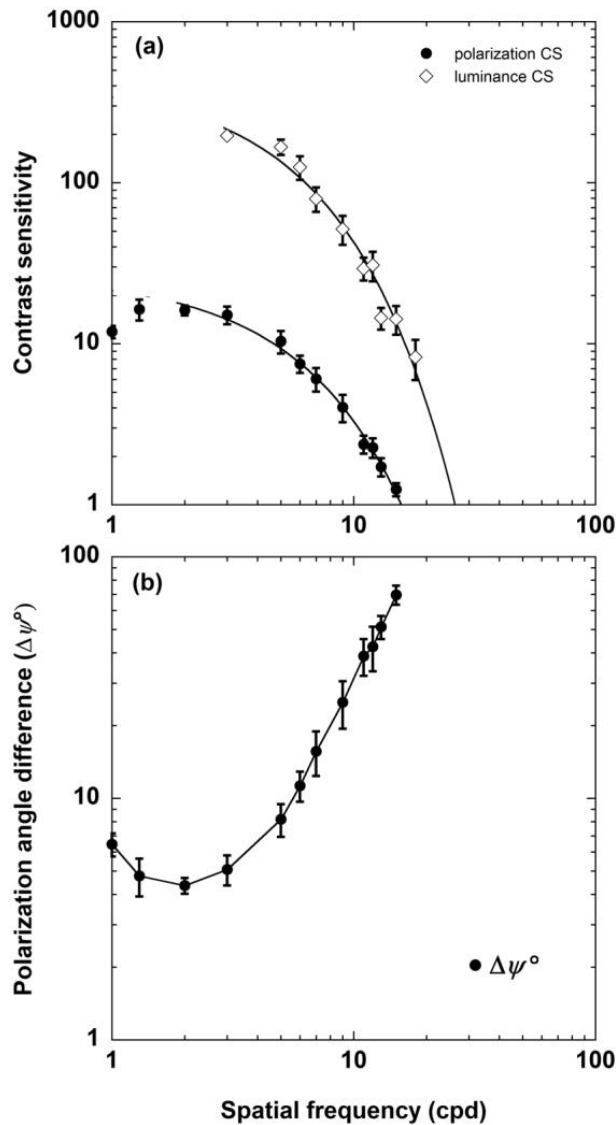 1000
(a)
polarization CS
luminance CS
100
Contrast sensitivity
10
1
1
10
100
100
(b)
Polarization angle difference (Δψ°)
10
Δψ°
1
1
10
100
Spatial frequency (cpd)